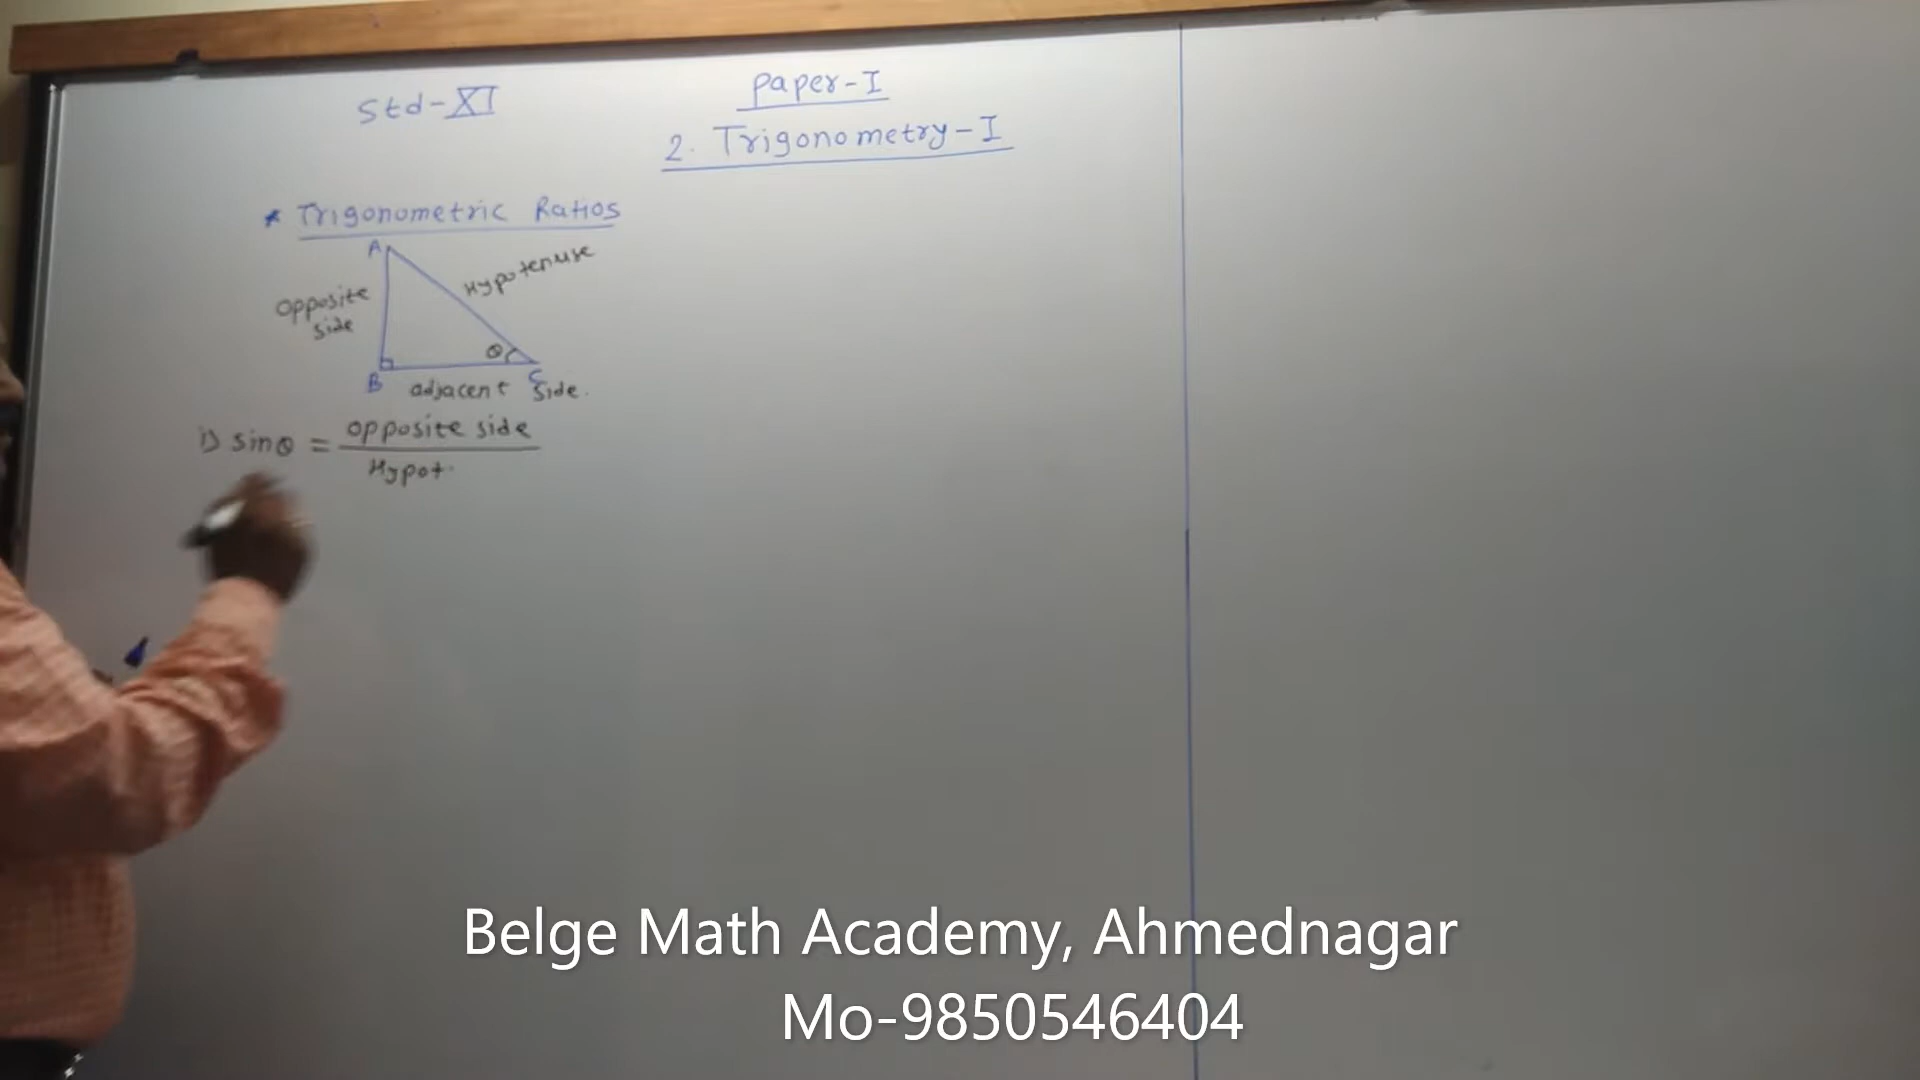 Std-XI
Paper-I
2. Trigonometry-I
* Trigonometric Ratios
A
Hypotenuse
opposite
side
θ
B
C
adjacent side.
i) sinθ = opposite side
Hypot.
Belge Math Academy, Ahmednagar
Mo-9850546404